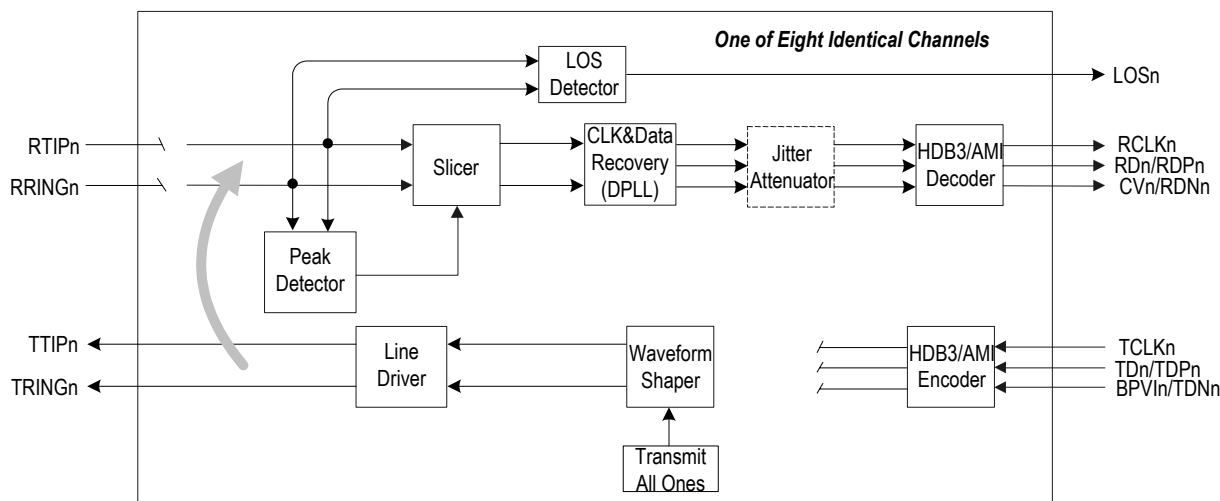 One of Eight Identical Channels
LOS
Detector
LOSn
RTIPn
RRINGn
Slicer
CLK&Data
Recovery
(DPLL)
Jitter
Attenuator
HDB3/AMI
Decoder
RCLKn
RDn/RDPn
CVn/RDNn
Peak
Detector
TTIPn
TRINGn
Line
Driver
Waveform
Shaper
HDB3/AMI
Encoder
TCLKn
TDn/TDPn
BPVIn/TDNn
Transmit
All Ones